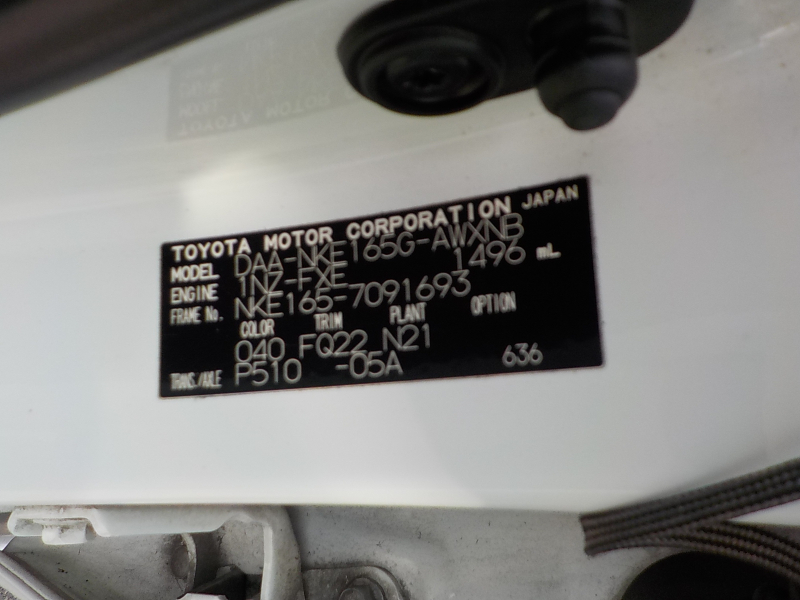 TOYOTA MOTOR CORPORATION JAPAN
MODEL DAA-NKE165G-AWXNB
ENGINE 1NZ-FXE 1496 mL
FRAME No. NKE165-7091693
COLOR TRIM PLANT OPTION
040 FQ22 N21
TRANS./AXLE P510 -05A 636